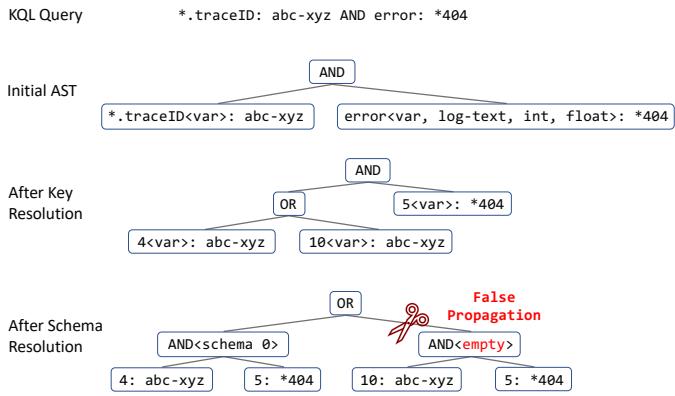 KQL Query
*.traceID: abc-xyz AND error: *404
Initial AST
AND
*.traceID<var>: abc-xyz
error<var, log-text, int, float>: *404
After Key
Resolution
AND
OR
5<var>: *404
4<var>: abc-xyz
10<var>: abc-xyz
After Schema
Resolution
OR
False
Propagation
AND<schema 0>
AND<empty>
4: abc-xyz
5: *404
10: abc-xyz
5: *404